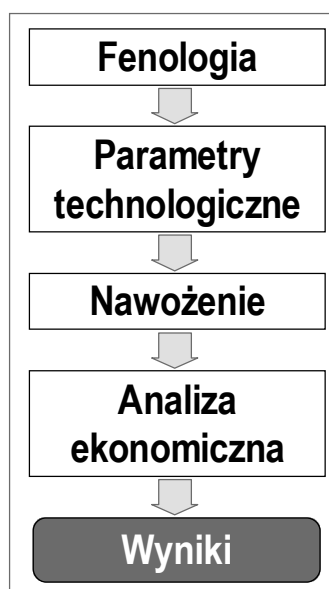 Fenologia
Parametry
technologiczne
Nawożenie
Analiza
ekonomiczna
Wyniki